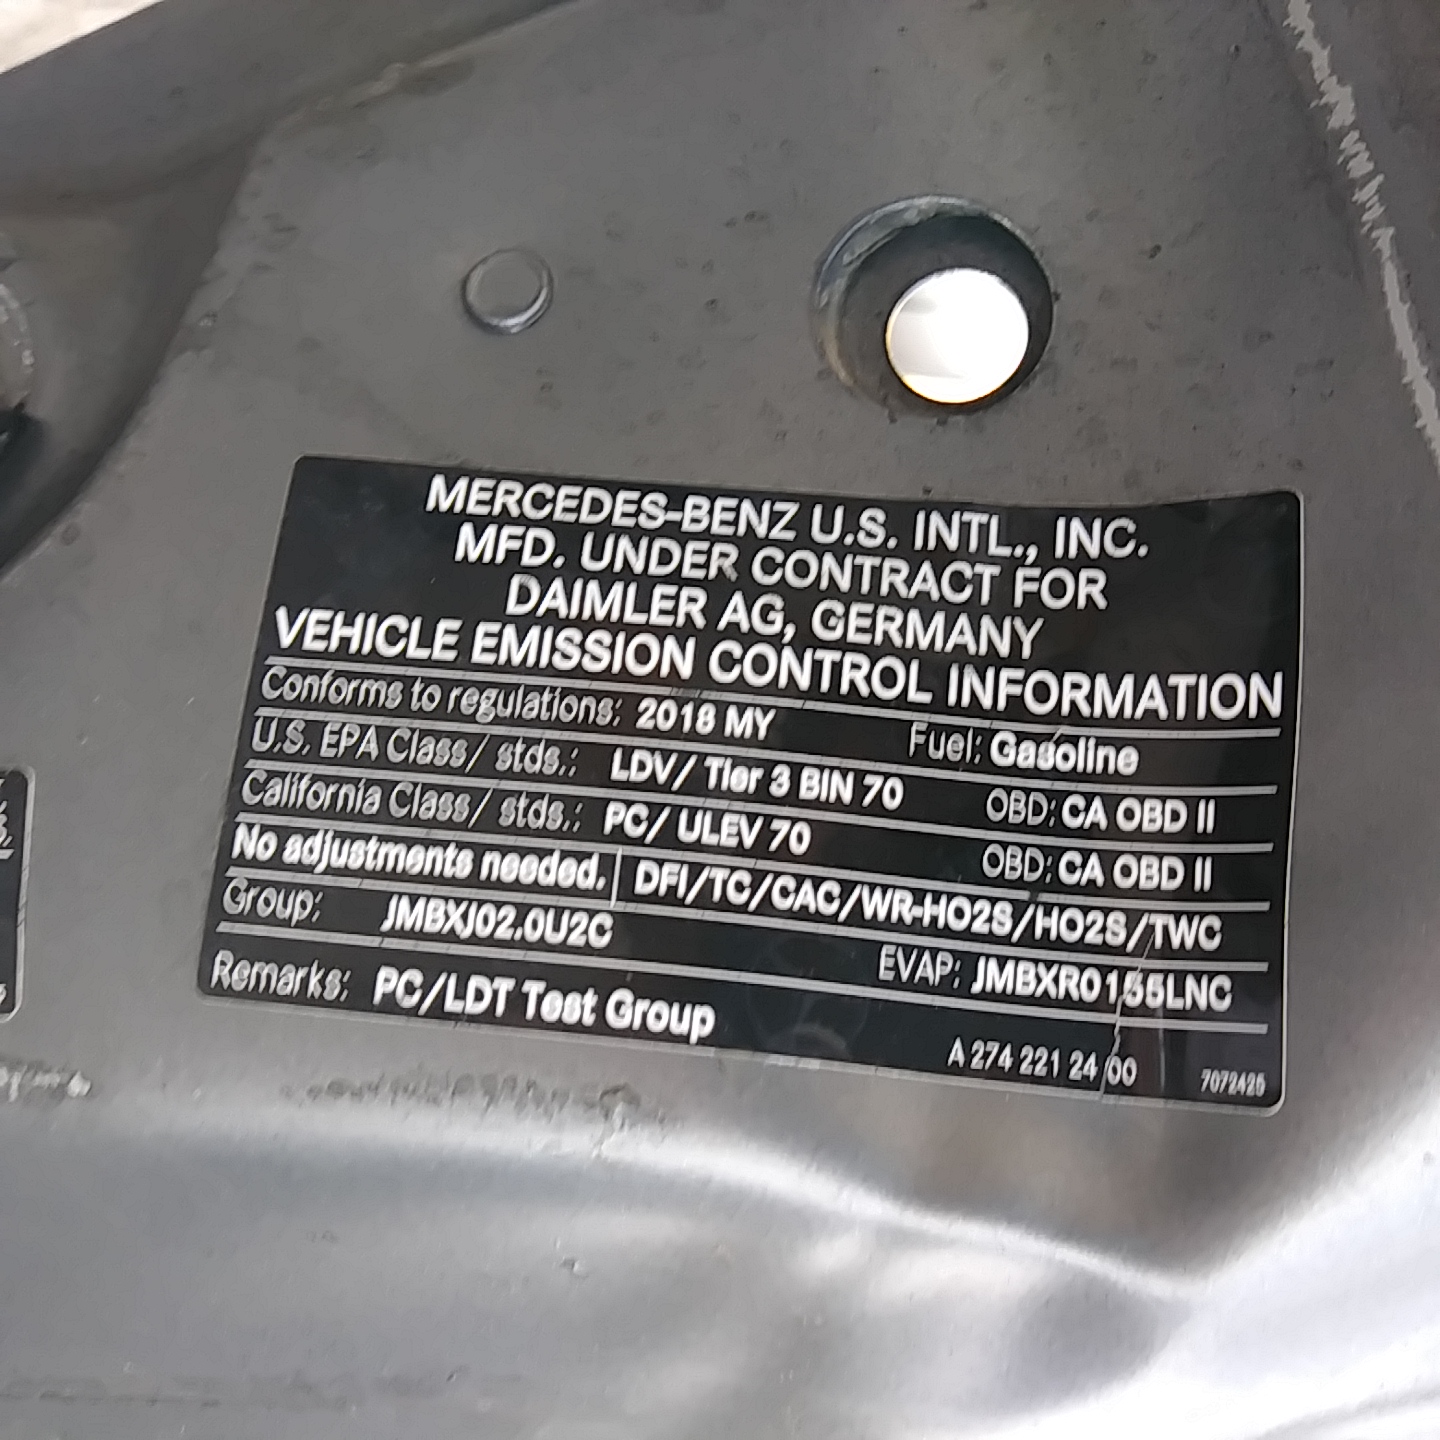 MERCEDES-BENZ U.S. INTL., INC.
MFD. UNDER CONTRACT FOR
DAIMLER AG, GERMANY
VEHICLE EMISSION CONTROL INFORMATION
Conforms to regulations: 2018 MY Fuel: Gasoline
U.S. EPA Class/ stds.: LDV/ Tier 3 BIN 70 OBD: CA OBD II
California Class/ stds.: PC/ ULEV 70 OBD: CA OBD II
No adjustments needed. DFI/TC/CAC/WR-HO2S/HO2S/TWC
Group: JMBXJ02.0U2C EVAP: JMBXR0155LNC
Remarks: PC/LDT Test Group
A 274 221 24 00 7072425